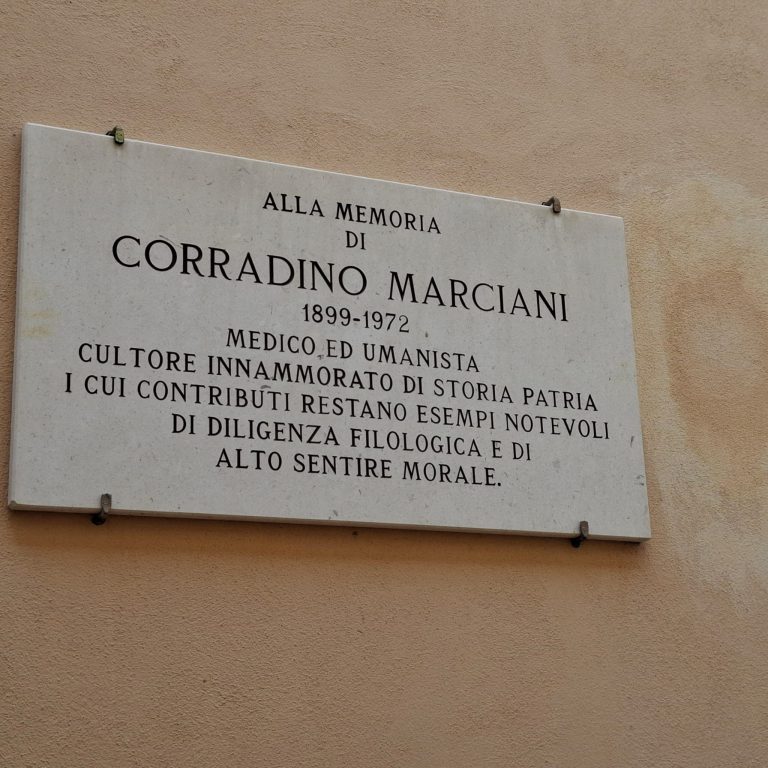 ALLA MEMORIA
DI
CORRADINO MARCIANI
1899-1972
MEDICO ED UMANISTA
CULTORE INNAMMORATO DI STORIA PATRIA
I CUI CONTRIBUTI RESTANO ESEMPI NOTEVOLI
DI DILIGENZA FILOLOGICA E DI
ALTO SENTIRE MORALE.